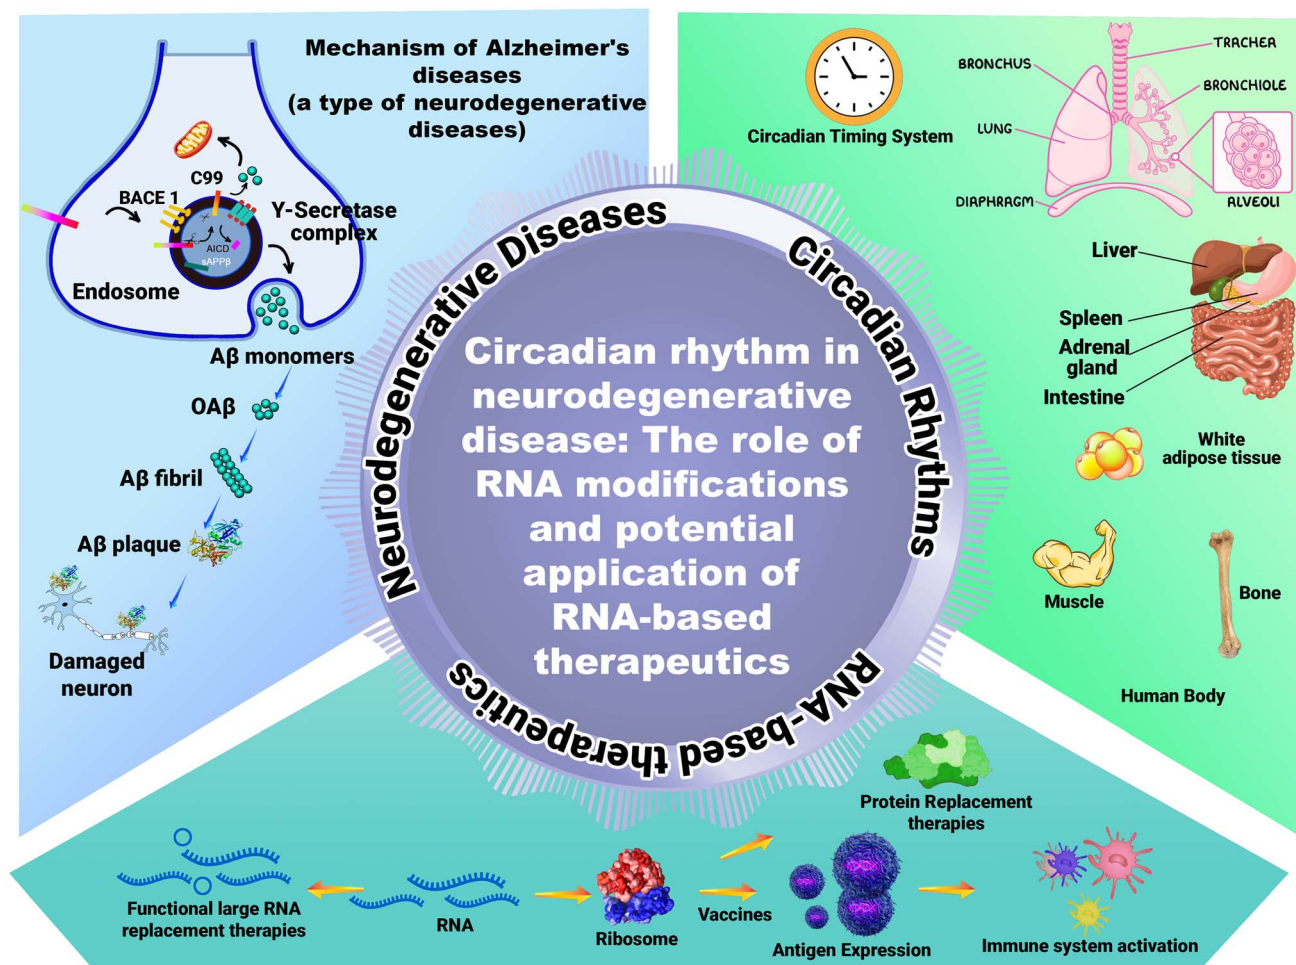 Mechanism of Alzheimer's
diseases
(a type of neurodegenerative
diseases)
C99
BACE 1
Y-Secretase
complex
AICD
sAPPβ
Endosome
Aβ monomers
OAβ
Aβ fibril
Aβ plaque
Damaged
neuron
Circadian Timing System
TRACHER
BRONCHUS
BRONCHIOLE
LUNG
DIAPHRAGM
ALVEOLI
Liver
Spleen
Adrenal
gland
Intestine
White
adipose tissue
Muscle
Bone
Human Body
Neurodegenerative Diseases
Circadian Rhythms
RNA-based therapeutics
Circadian rhythm in
neurodegenerative
disease: The role of
RNA modifications
and potential
application of
RNA-based
therapeutics
Protein Replacement
therapies
Functional large RNA
replacement therapies
RNA
Ribosome
Vaccines
Antigen Expression
Immune system activation